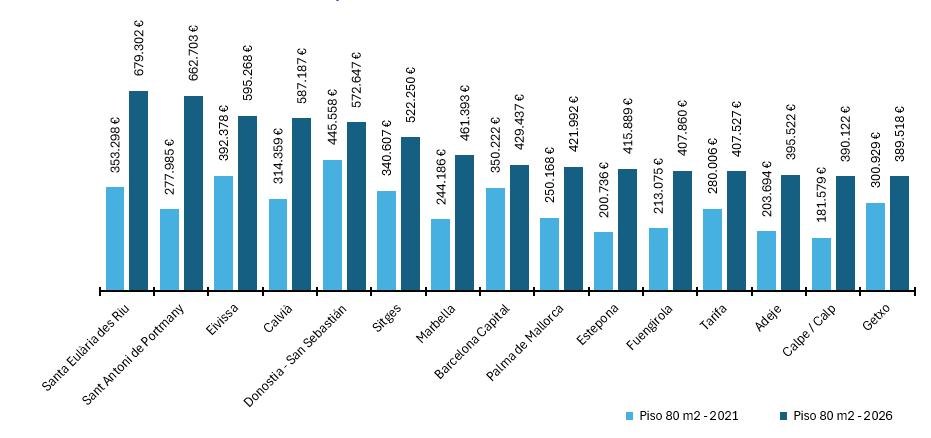 353.298 €
679.302 €
277.985 €
662.703 €
392.378 €
595.268 €
314.359 €
587.187 €
445.558 €
572.647 €
340.607 €
522.250 €
244.186 €
461.393 €
350.222 €
429.437 €
250.168 €
421.992 €
200.736 €
415.889 €
213.075 €
407.860 €
280.006 €
407.527 €
203.694 €
395.522 €
181.579 €
390.122 €
300.929 €
389.518 €
Santa Eulària des Riu
Sant Antoni de Portmany
Eivissa
Calvià
Donostia - San Sebastián
Sitges
Marbella
Barcelona Capital
Palma de Mallorca
Estepona
Fuengirola
Tarifa
Adeje
Calpe / Calp
Getxo
Piso 80 m2 - 2021
Piso 80 m2 - 2026